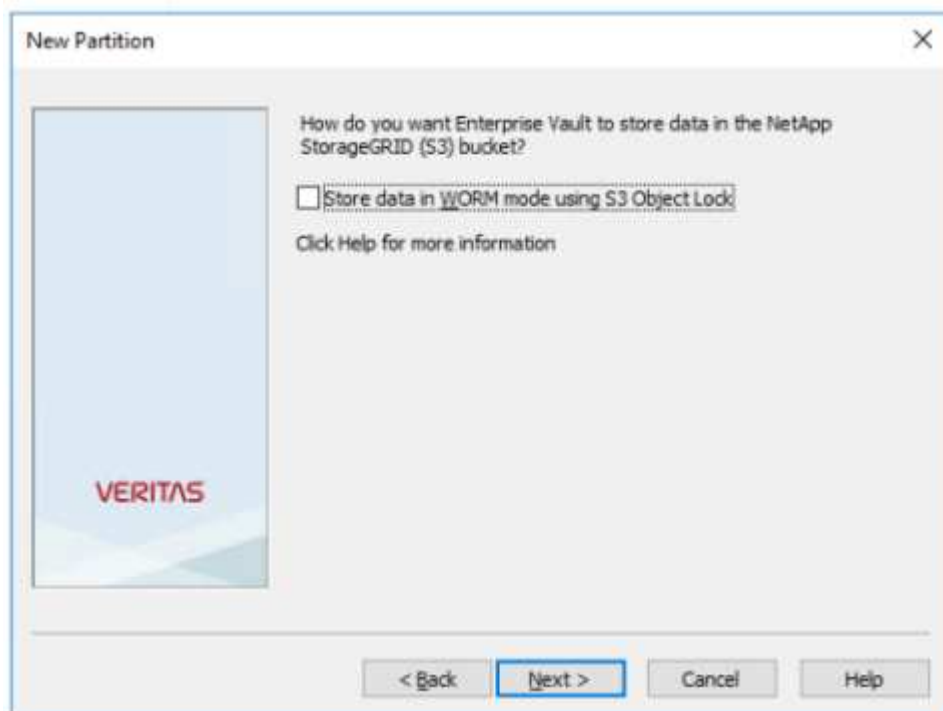 New Partition
How do you want Enterprise Vault to store data in the NetApp
StorageGRID (S3) bucket?
Store data in WORM mode using S3 Object Lock
Click Help for more information
VERITAS
< Back
Next >
Cancel
Help